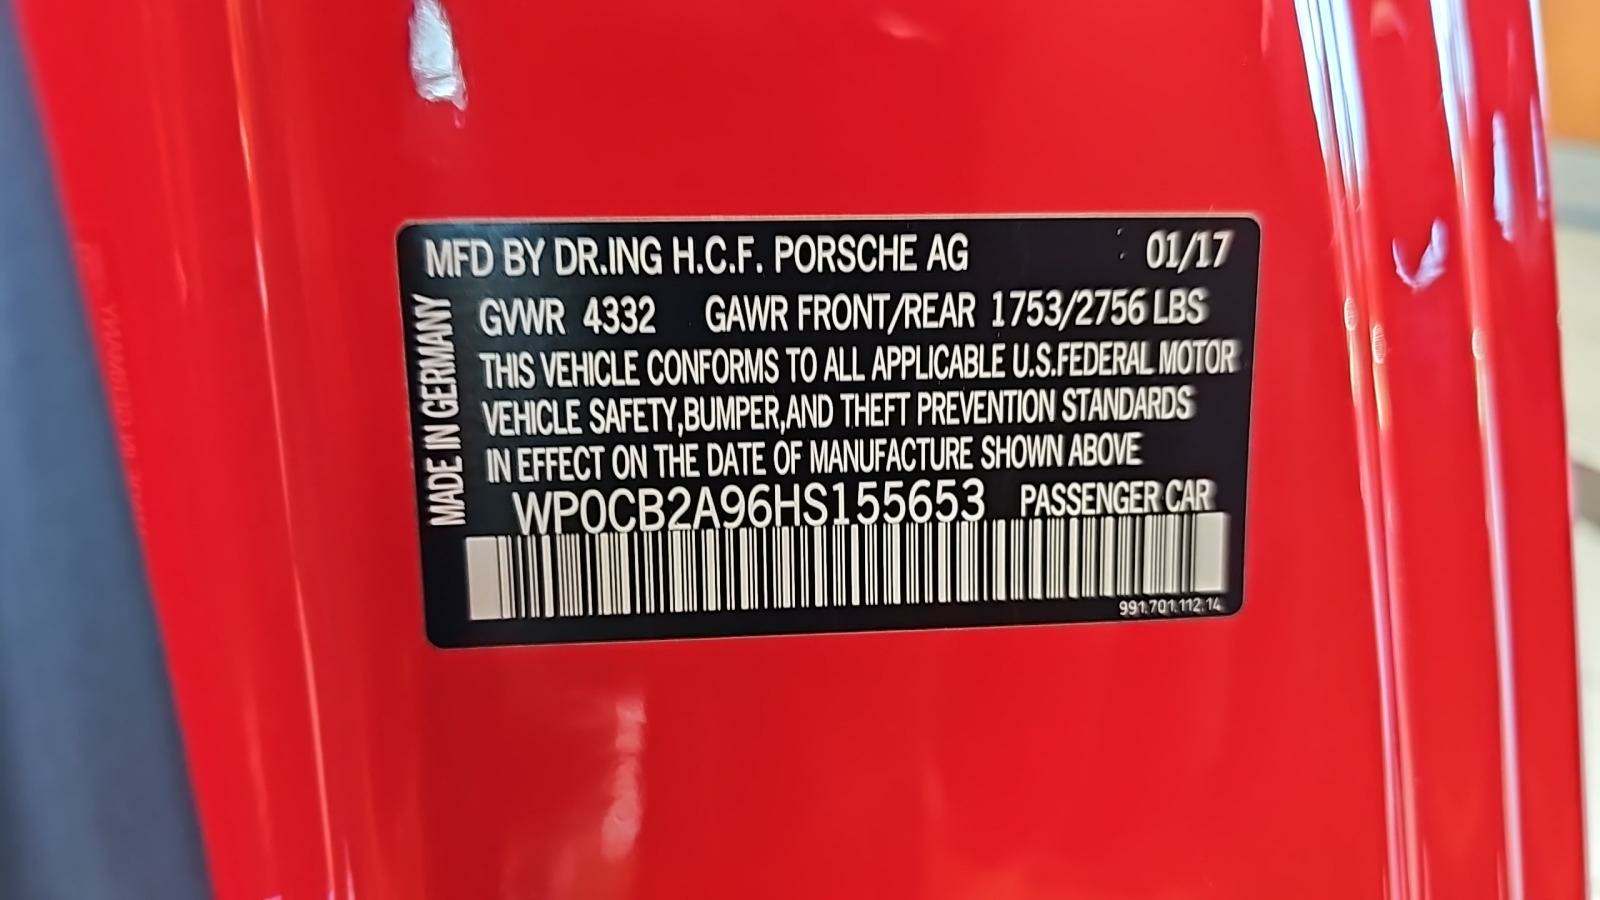 MFD BY DR.ING H.C.F. PORSCHE AG 01/17
MADE IN GERMANY
GVWR 4332 GAWR FRONT/REAR 1753/2756 LBS
THIS VEHICLE CONFORMS TO ALL APPLICABLE U.S.FEDERAL MOTOR
VEHICLE SAFETY,BUMPER,AND THEFT PREVENTION STANDARDS
IN EFFECT ON THE DATE OF MANUFACTURE SHOWN ABOVE
WP0CB2A96HS155653 PASSENGER CAR
991.701.112.14